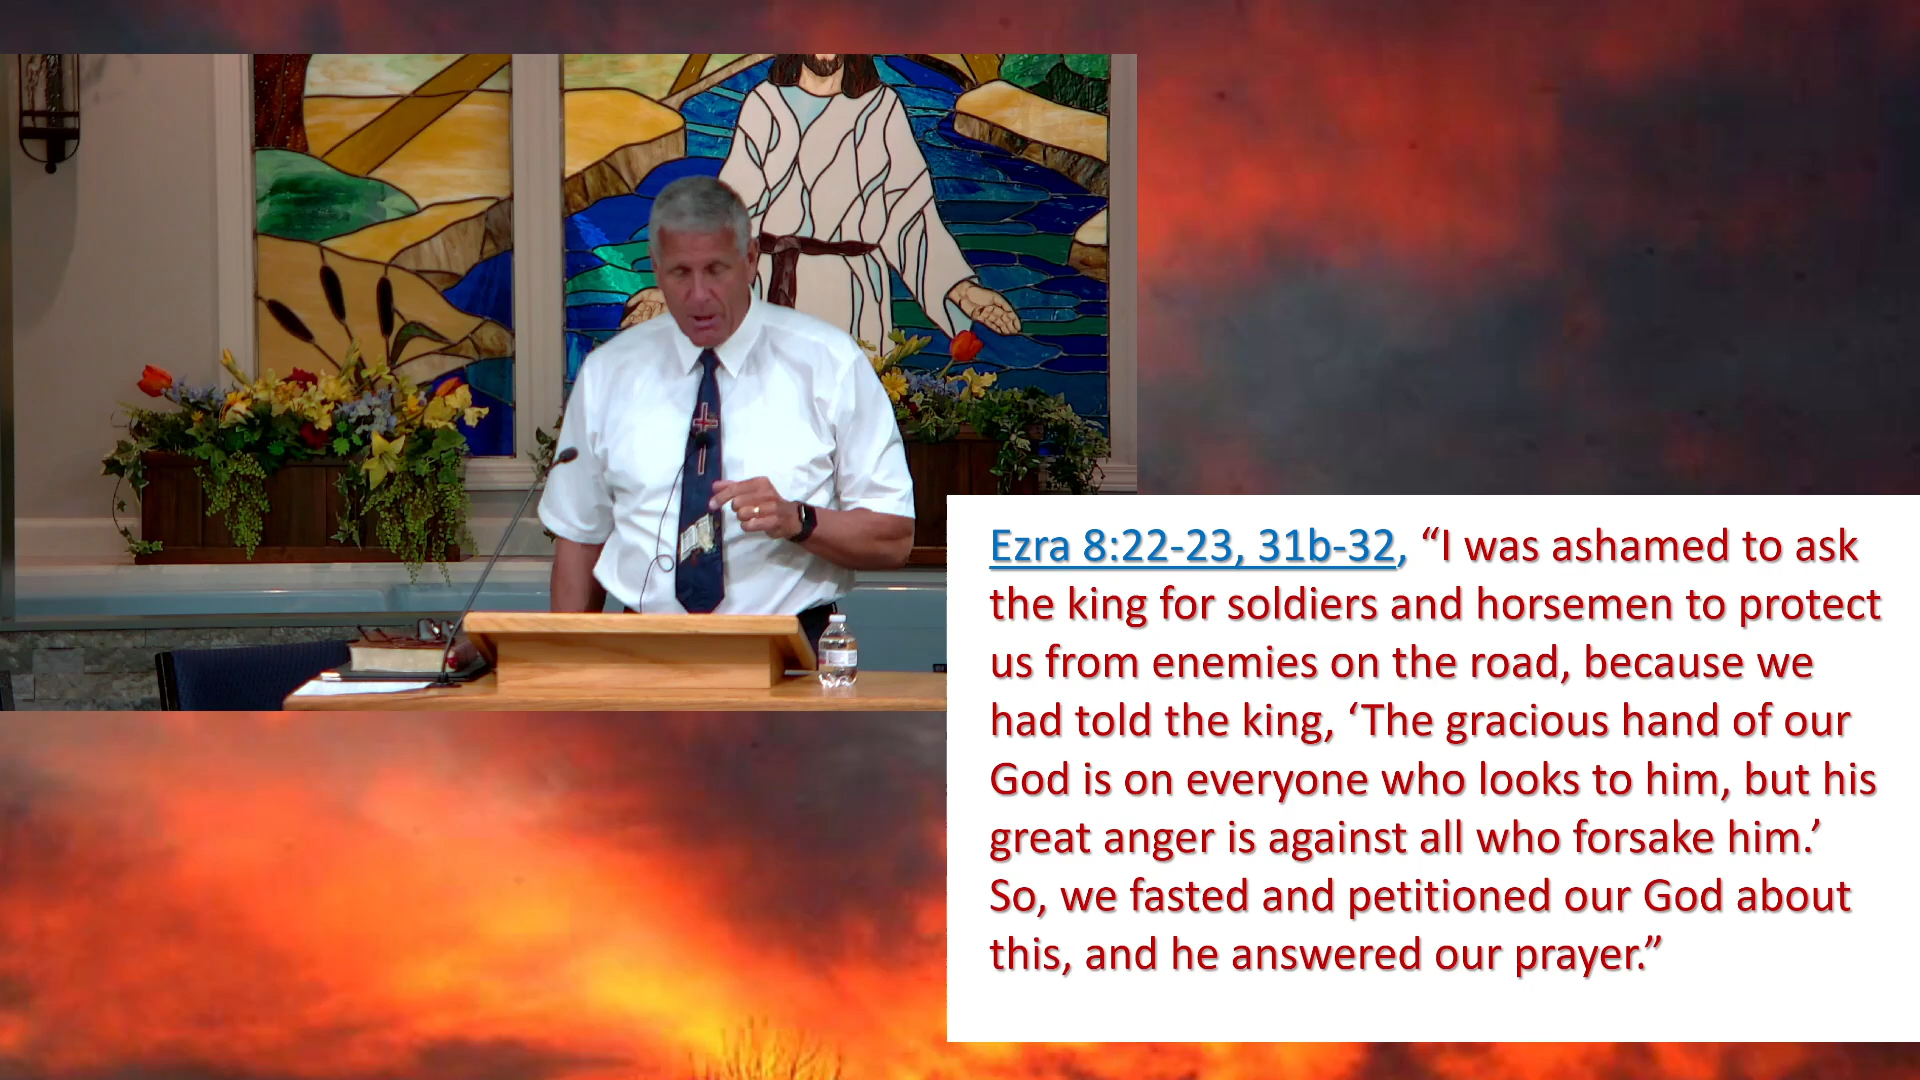 Ezra 8:22-23, 31b-32, “I was ashamed to ask
the king for soldiers and horsemen to protect
us from enemies on the road, because we
had told the king, ‘The gracious hand of our
God is on everyone who looks to him, but his
great anger is against all who forsake him.’
So, we fasted and petitioned our God about
this, and he answered our prayer.”